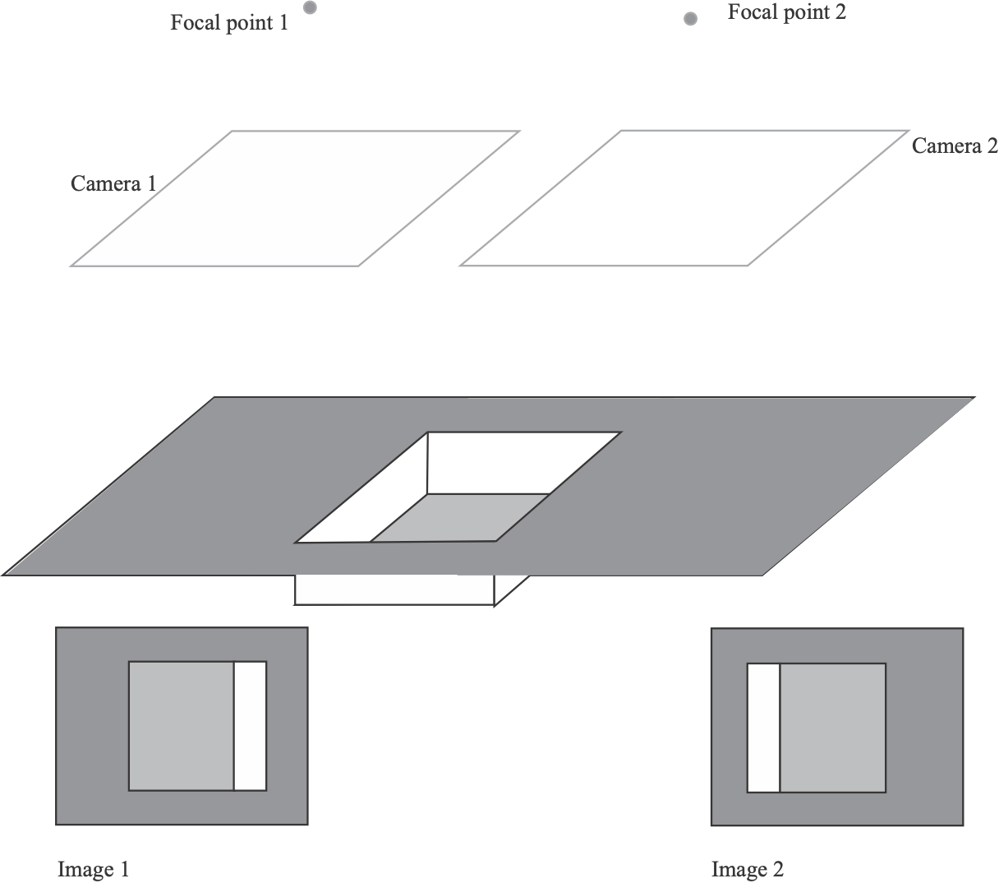 Focal point 1
Focal point 2
Camera 1
Camera 2
Image 1
Image 2